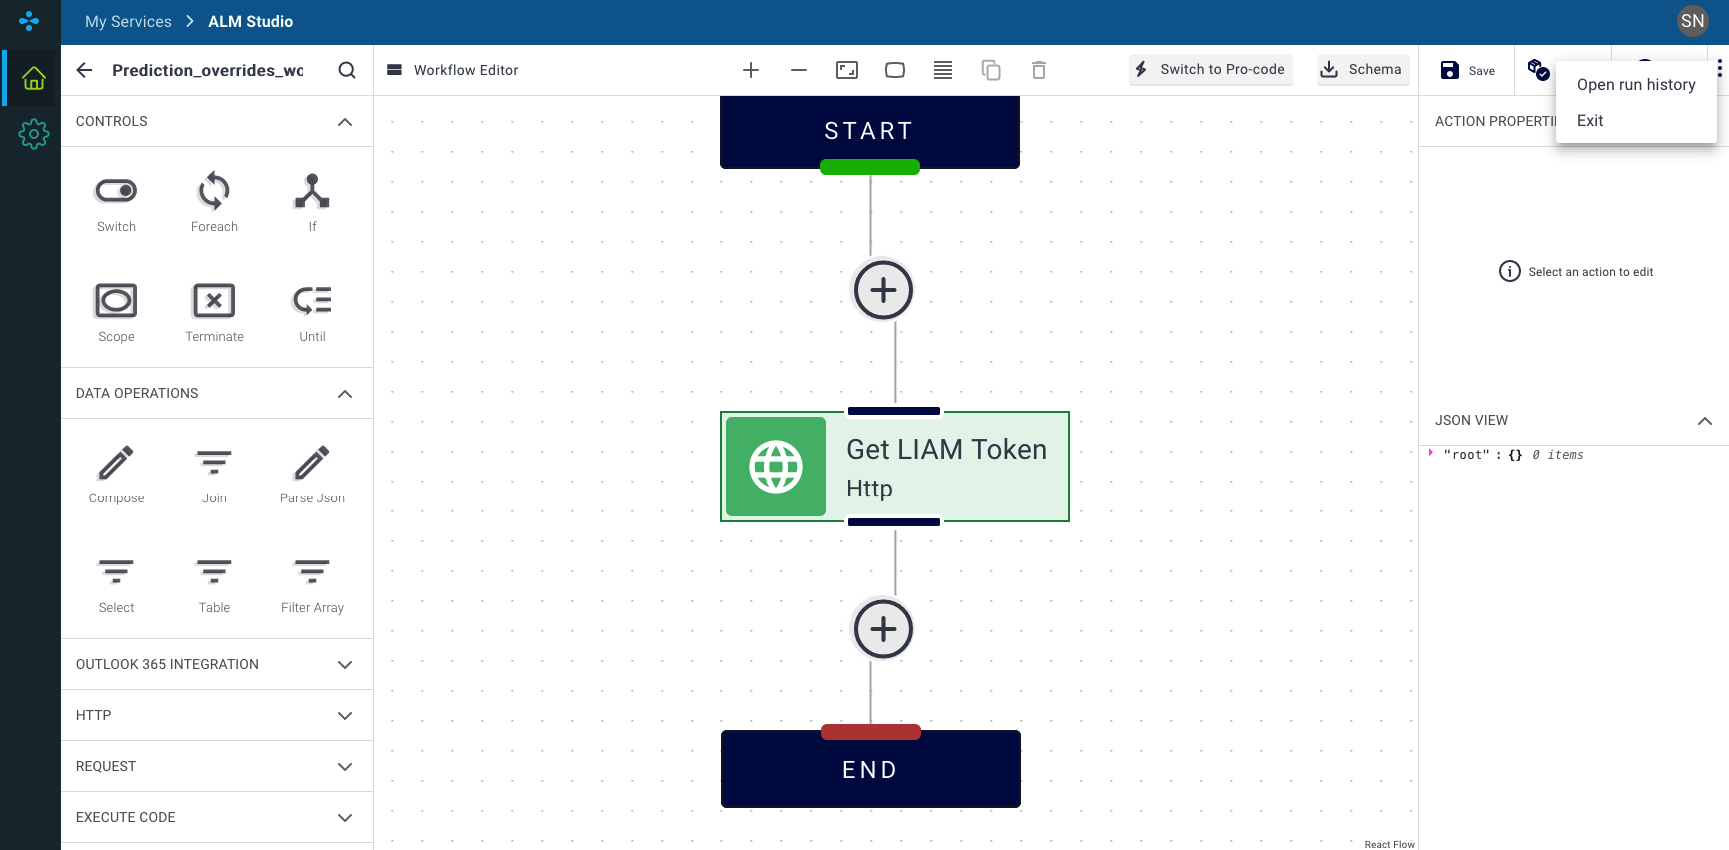 My Services
ALM Studio
SN
Prediction_overrides_wo
Workflow Editor
Switch to Pro-code
Schema
Save
Open run history
Exit
CONTROLS
ACTION PROPERTI
Switch
Foreach
If
Scope
Terminate
Until
Select an action to edit
DATA OPERATIONS
Compose
Join
Parse Json
Select
Table
Filter Array
OUTLOOK 365 INTEGRATION
HTTP
REQUEST
EXECUTE CODE
START
Get LIAM Token
Http
END
JSON VIEW
"root" : {} 0 items
React Flow